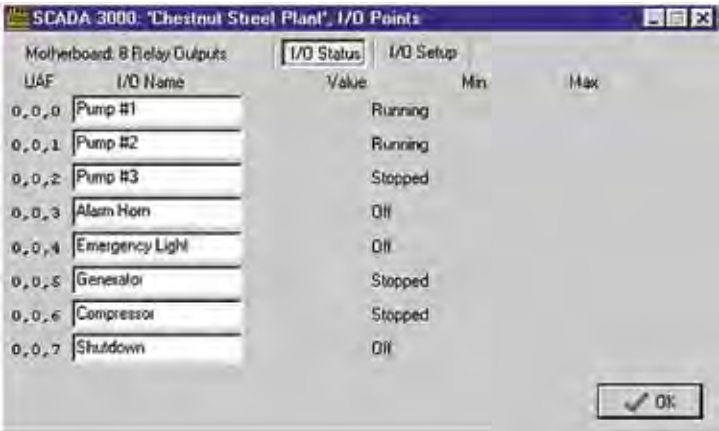 SCADA 3000: "Chestnut Street Plant", I/O Points
Motherboard: 8 Relay Outputs I/O Status I/O Setup
UAF I/O Name Value Min Max
0,0,0 Pump #1 Running
0,0,1 Pump #2 Running
0,0,2 Pump #3 Stopped
0,0,3 Alarm Horn Off
0,0,4 Emergency Light Off
0,0,5 Generator Stopped
0,0,6 Compressor Stopped
0,0,7 Shutdown Off
OK